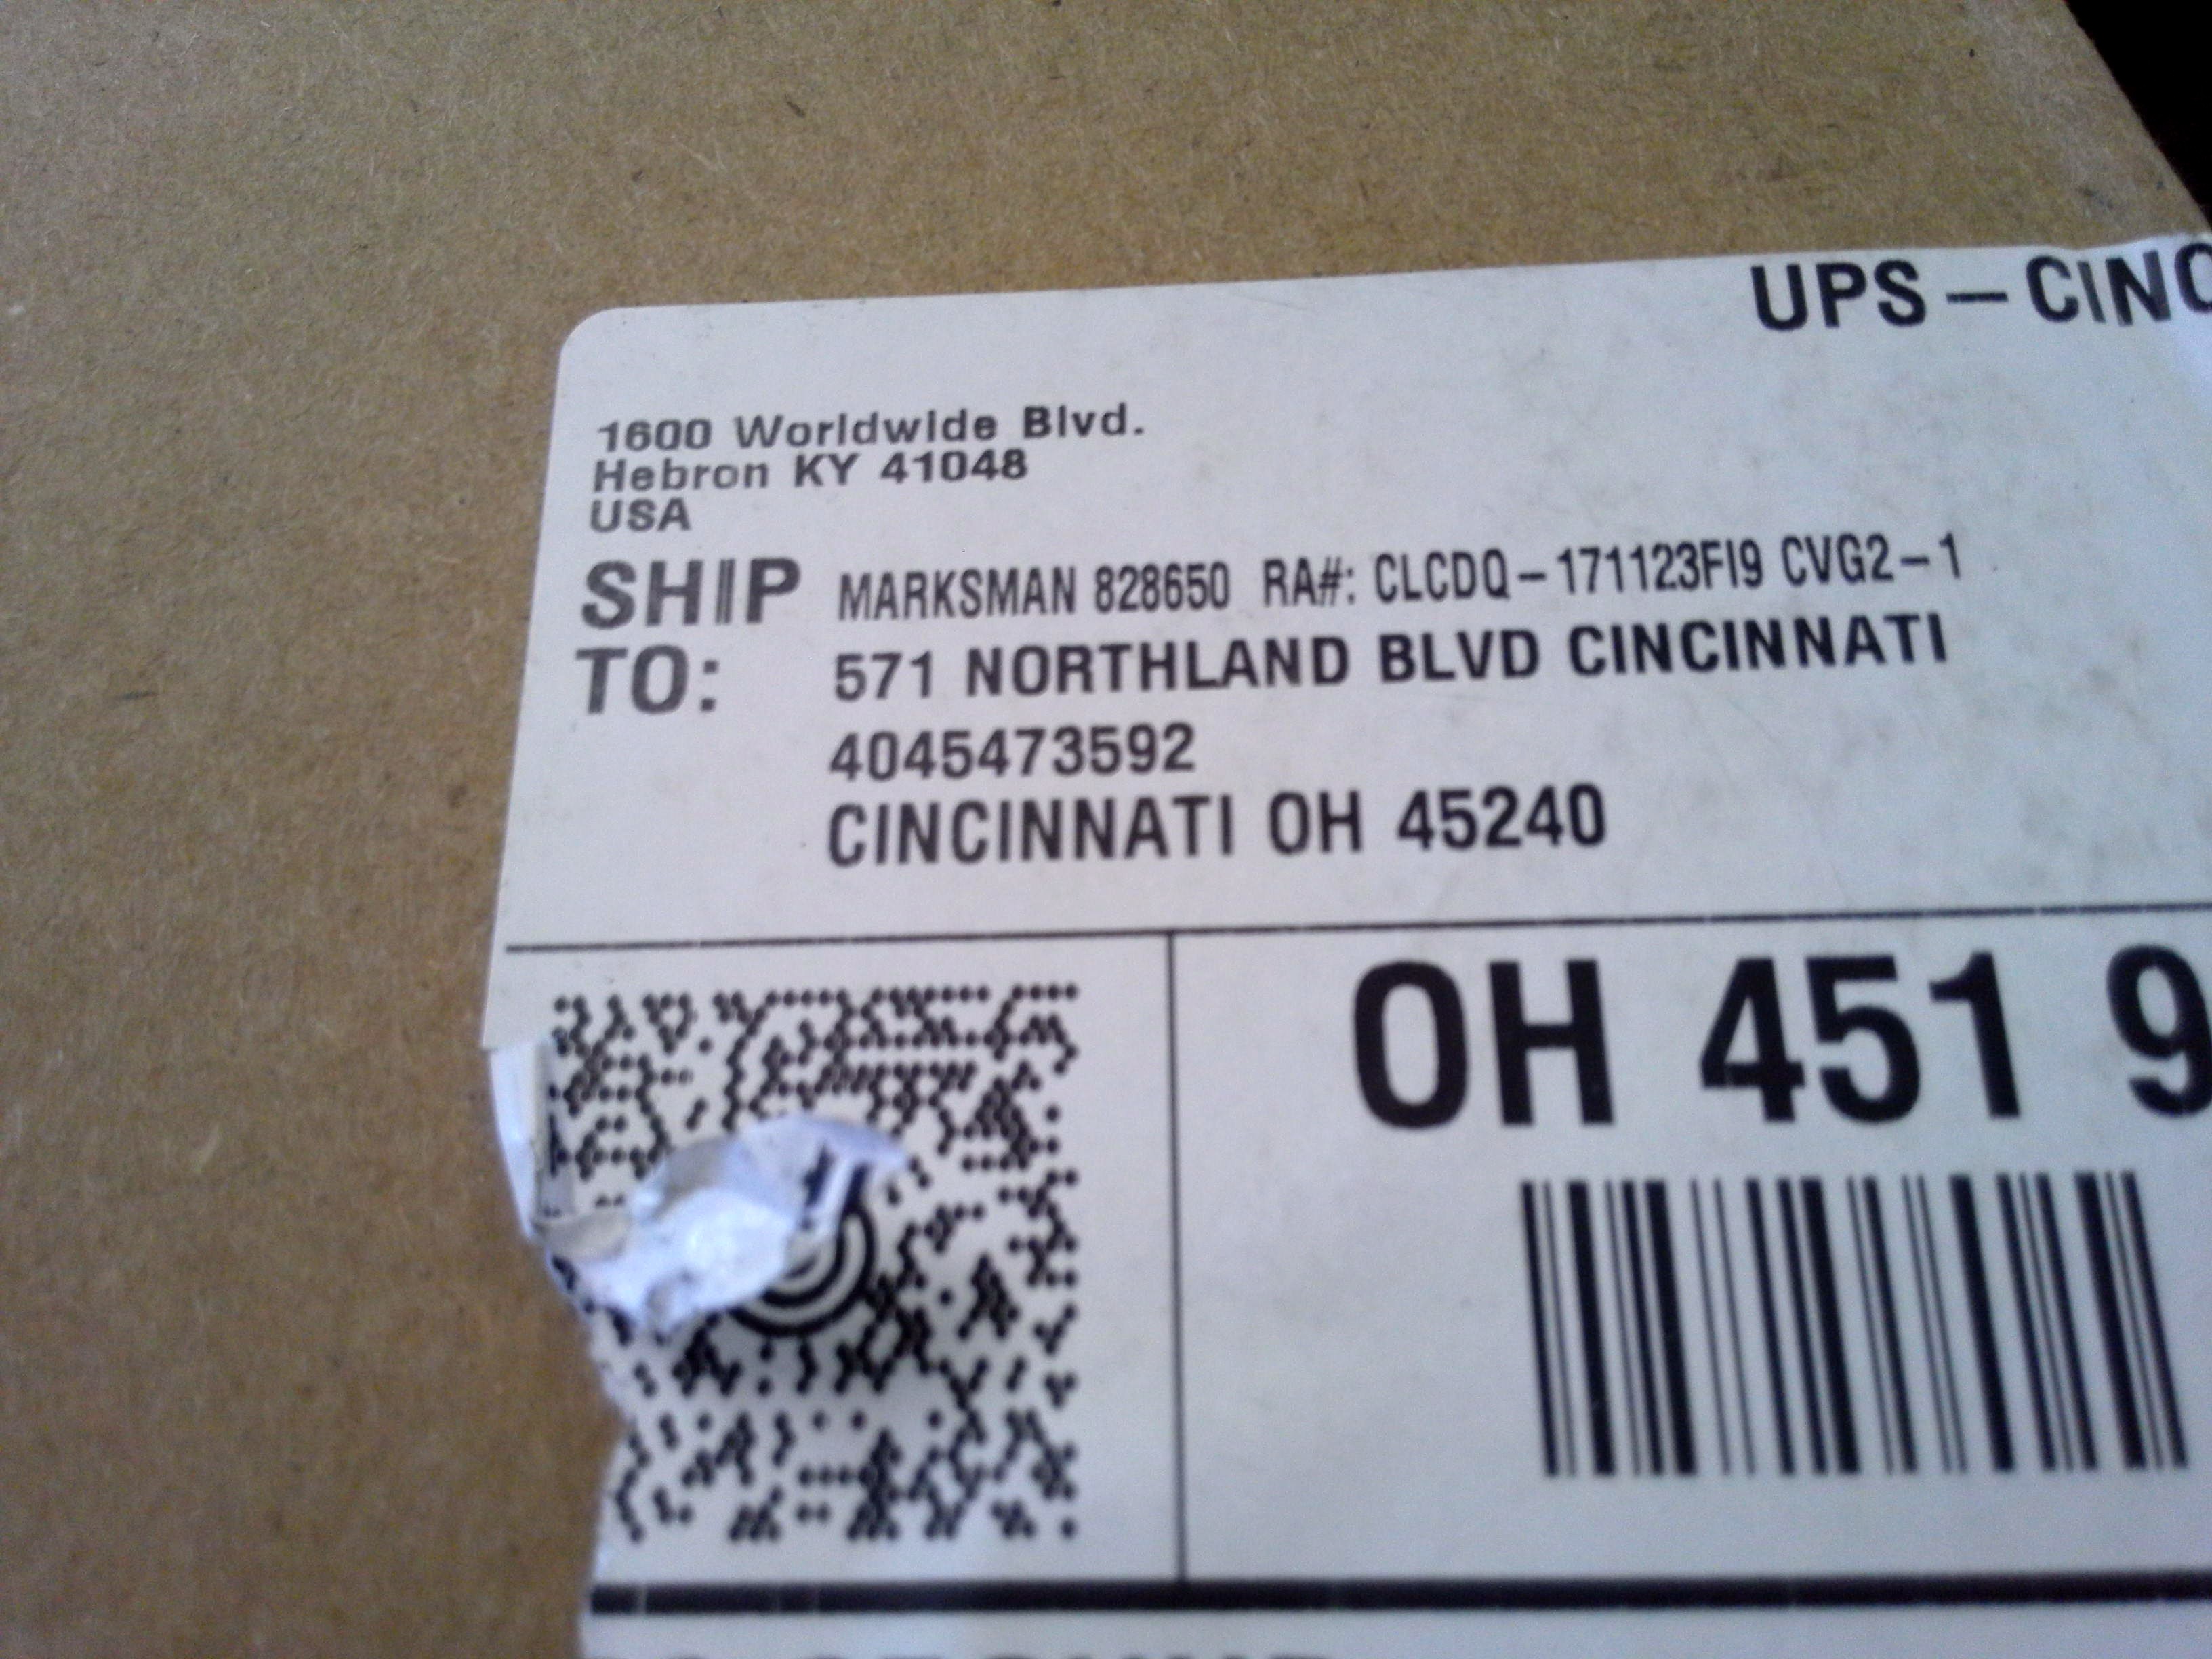 UPS – CINC
1600 Worldwide Blvd.
Hebron KY 41048
USA
SHIP TO: MARKSMAN 828650 RA#: CLCDQ – 171123FI9 CVG2 – 1
571 NORTHLAND BLVD CINCINNATI
4045473592
CINCINNATI OH 45240
OH 451 9